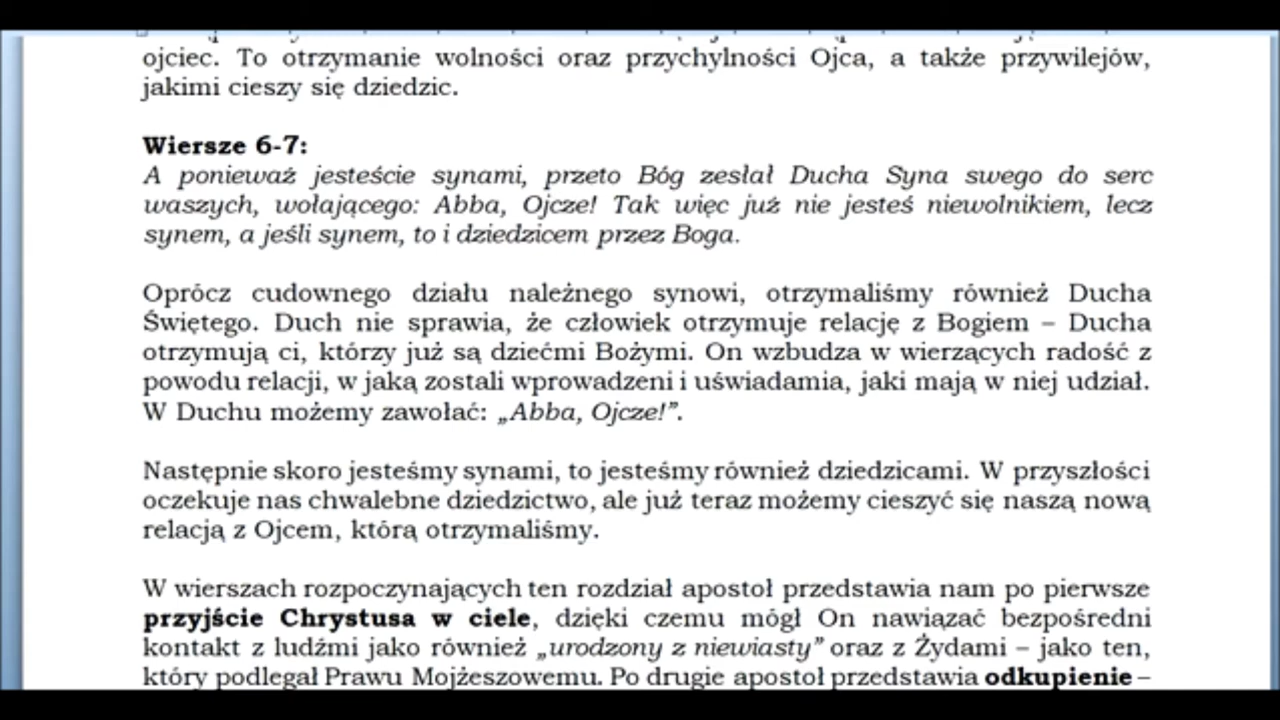 ojciec. To otrzymanie wolności oraz przychylności Ojca, a także przywilejów,
jakimi cieszy się dziedzic.
Wiersze 6-7:
A ponieważ jesteście synami, przeto Bóg zesłał Ducha Syna swego do serc
waszych, wołającego: Abba, Ojcze! Tak więc już nie jesteś niewolnikiem, lecz
synem, a jeśli synem, to i dziedzicem przez Boga.
Oprócz cudownego działu należnego synowi, otrzymaliśmy również Ducha
Świętego. Duch nie sprawia, że człowiek otrzymuje relację z Bogiem – Ducha
otrzymują ci, którzy już są dziećmi Bożymi. On wzbudza w wierzących radość z
powodu relacji, w jaką zostali wprowadzeni i uświadamia, jaki mają w niej udział.
W Duchu możemy zawołać: „Abba, Ojcze!”.
Następnie skoro jesteśmy synami, to jesteśmy również dziedzicami. W przyszłości
oczekuje nas chwalebne dziedzictwo, ale już teraz możemy cieszyć się naszą nową
relacją z Ojcem, którą otrzymaliśmy.
W wierszach rozpoczynających ten rozdział apostoł przedstawia nam po pierwsze
przyjście Chrystusa w ciele, dzięki czemu mógł On nawiązać bezpośredni
kontakt z ludźmi jako również „urodzony z niewiasty” oraz z Żydami – jako ten,
który podlegał Prawu Mojżeszowemu. Po drugie apostoł przedstawia odkupienie –